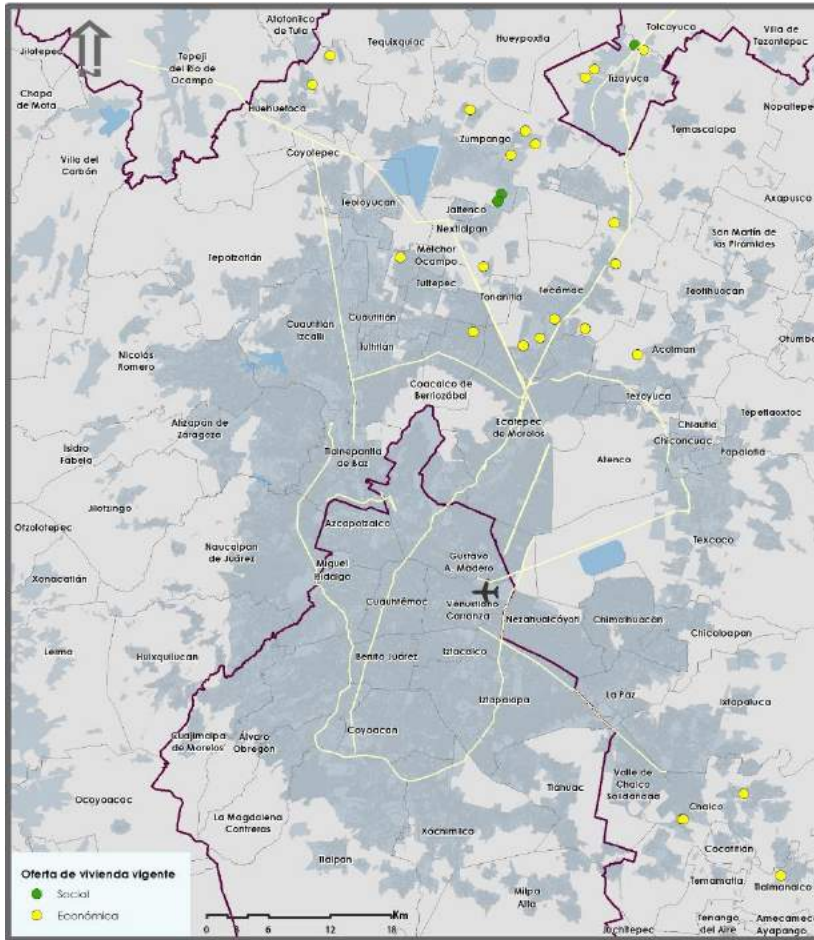 Atotonilco
de Tula
Tequixquiac
Hueypoxtla
Tolcayuca
Villa de
Tezontepec
Jilotepec
Tepeji
del Río de
Ocampo
Chapa
de Mota
Huehuetoca
Tizayuca
Nopaltepec
Zumpango
Temascalapa
Coyotepec
Villa del
Carbón
Axapusco
Teoloyucan
Jaltenco
Nextlalpan
San Martín de
las Pirámides
Tepotzotlán
Melchor
Ocampo
Tultepec
Tonanitla
Tecámac
Teotihuacan
Cuautitlán
Cuautitlán
Izcalli
Tultitlán
Otumba
Nicolás
Romero
Acolman
Coacalco de
Berriozábal
Tezoyuca
Atizapan de
Zaragoza
Ecatepec
de Morelos
Chiautla
Tepetlaoxtoc
Chiconcuac
Papalotla
Isidro
Fabela
Tlalnepantla
de Baz
Atenco
Jilotzingo
Otzolotepec
Azcapotzalco
Texcoco
Naucalpan
de Juárez
Xonacatlán
Miguel
Hidalgo
Gustavo
A. Madero
Cuauhtémoc
Venustiano
Carranza
Nezahualcóyotl
Chimalhuacán
Chicoloapan
Lerma
Huixquilucan
Benito Juárez
Iztacalco
La Paz
Ixtapaluca
Iztapalapa
Coyoacan
Cuajimalpa
de Morelos
Álvaro
Obregón
Tláhuac
Valle de
Chalco
Solidaridad
Ocoyoacac
Chalco
La Magdalena
Contreras
Xochimilco
Cocotitlán
Tlalpan
Temamatla
Tlalmanalco
Milpa
Alta
Juchitepec
Tenango
del Aire
Amecameca
Ayapango
Oferta de vivienda vigente
Social
Económica
Km
0 3 6 12 18